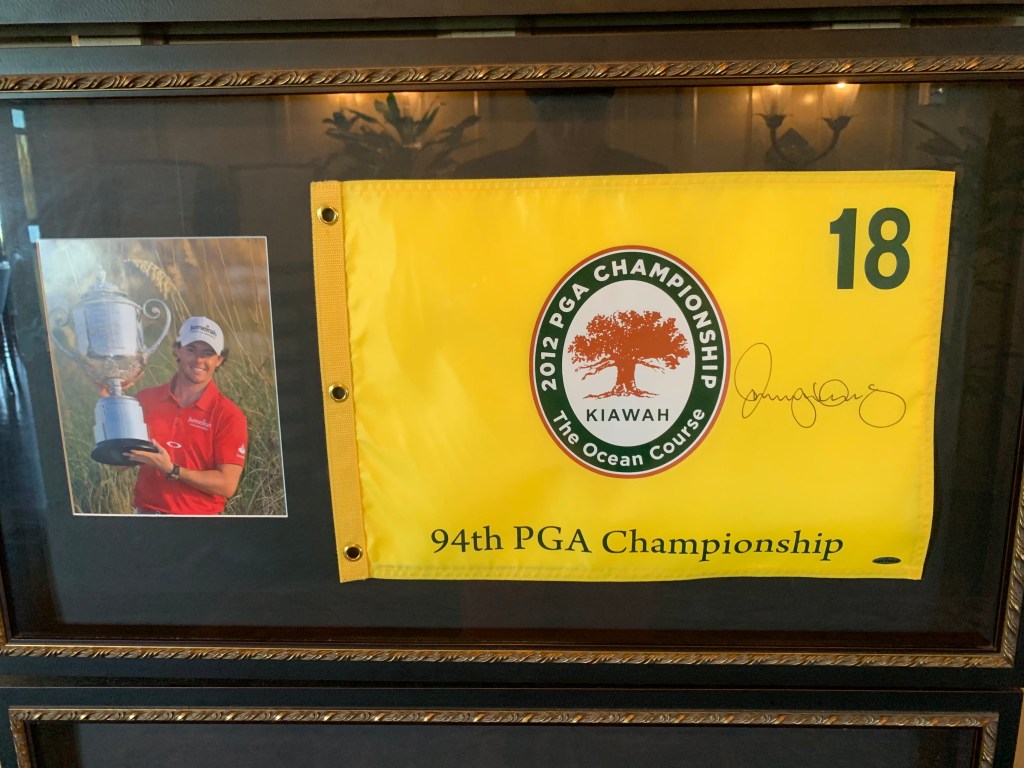 18
2012 PGA CHAMPIONSHIP
KIAWAH
The Ocean Course
94th PGA Championship